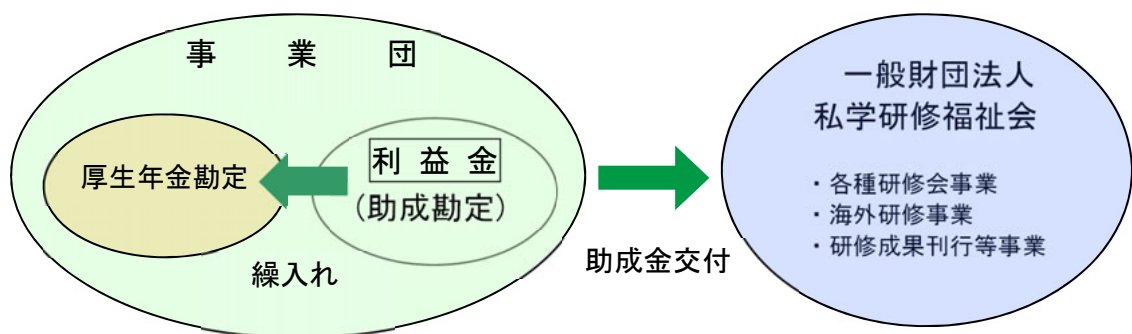 事業団
厚生年金勘定
利益金
(助成勘定)
繰入れ
助成金交付
一般財団法人
私学研修福祉会
・各種研修会事業
・海外研修事業
・研修成果刊行等事業